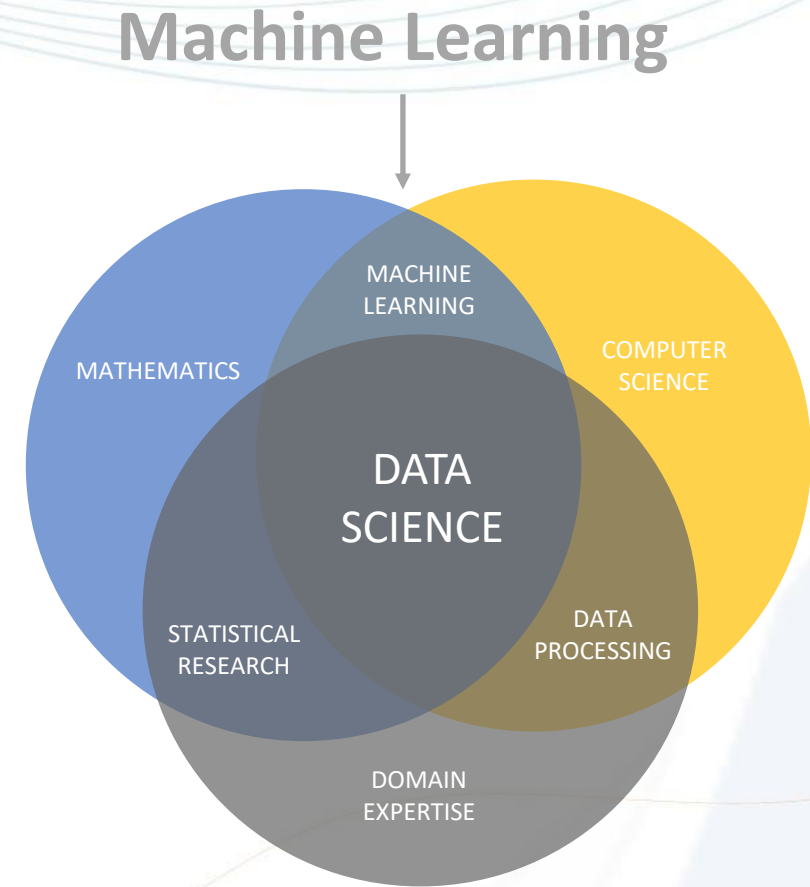 Machine Learning
MACHINE
LEARNING
MATHEMATICS
COMPUTER
SCIENCE
DATA
SCIENCE
STATISTICAL
RESEARCH
DATA
PROCESSING
DOMAIN
EXPERTISE